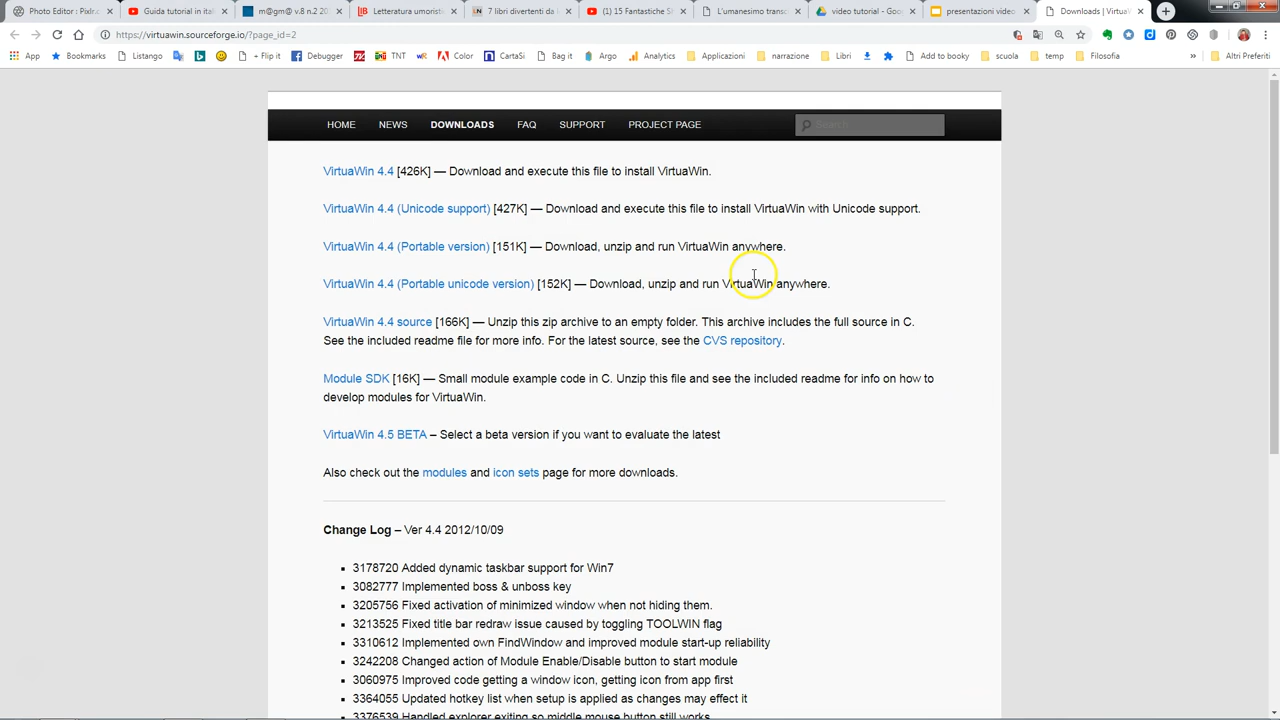 Photo Editor : Pixlr.c
Guida tutorial in ital
m@gm@ v.8 n.2 20
Letteratura umoristi
7 libri divertenti da l
(1) 15 Fantastiche S
L'umanesimo transc
video tutorial - Goog
presentazioni video
Downloads | VirtuaW
https://virtuawin.sourceforge.io/?page_id=2
App
Bookmarks
Listango
+ Flip it
Debugger
TNT
Color
CartaSi
Bag it
Argo
Analytics
Applicazioni
narrazione
Libri
Add to booky
scuola
temp
Filosofia
»
Altri Preferiti
HOME NEWS DOWNLOADS FAQ SUPPORT PROJECT PAGE
Search
VirtuaWin 4.4 [426K] — Download and execute this file to install VirtuaWin.
VirtuaWin 4.4 (Unicode support) [427K] — Download and execute this file to install VirtuaWin with Unicode support.
VirtuaWin 4.4 (Portable version) [151K] — Download, unzip and run VirtuaWin anywhere.
VirtuaWin 4.4 (Portable unicode version) [152K] — Download, unzip and run VirtuaWin anywhere.
VirtuaWin 4.4 source [166K] — Unzip this zip archive to an empty folder. This archive includes the full source in C.
See the included readme file for more info. For the latest source, see the CVS repository.
Module SDK [16K] — Small module example code in C. Unzip this file and see the included readme for info on how to
develop modules for VirtuaWin.
VirtuaWin 4.5 BETA – Select a beta version if you want to evaluate the latest
Also check out the modules and icon sets page for more downloads.
Change Log – Ver 4.4 2012/10/09
3178720 Added dynamic taskbar support for Win7
3082777 Implemented boss & unboss key
3205756 Fixed activation of minimized window when not hiding them.
3213525 Fixed title bar redraw issue caused by toggling TOOLWIN flag
3310612 Implemented own FindWindow and improved module start-up reliability
3242208 Changed action of Module Enable/Disable button to start module
3060975 Improved code getting a window icon, getting icon from app first
3364055 Updated hotkey list when setup is applied as changes may effect it
3376539 Handled explorer exiting so middle mouse button still works